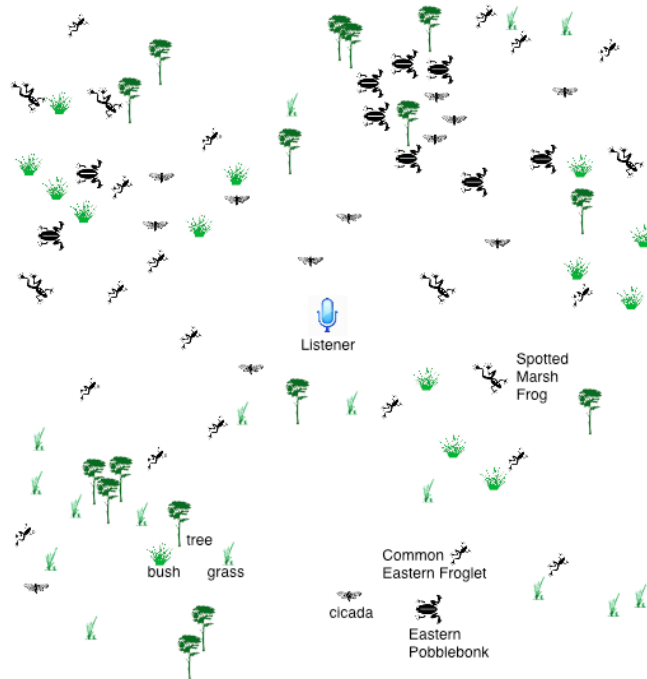 Listener
Spotted
Marsh
Frog
tree
bush
grass
Common
Eastern Froglet
cicada
Eastern
Pobblebonk